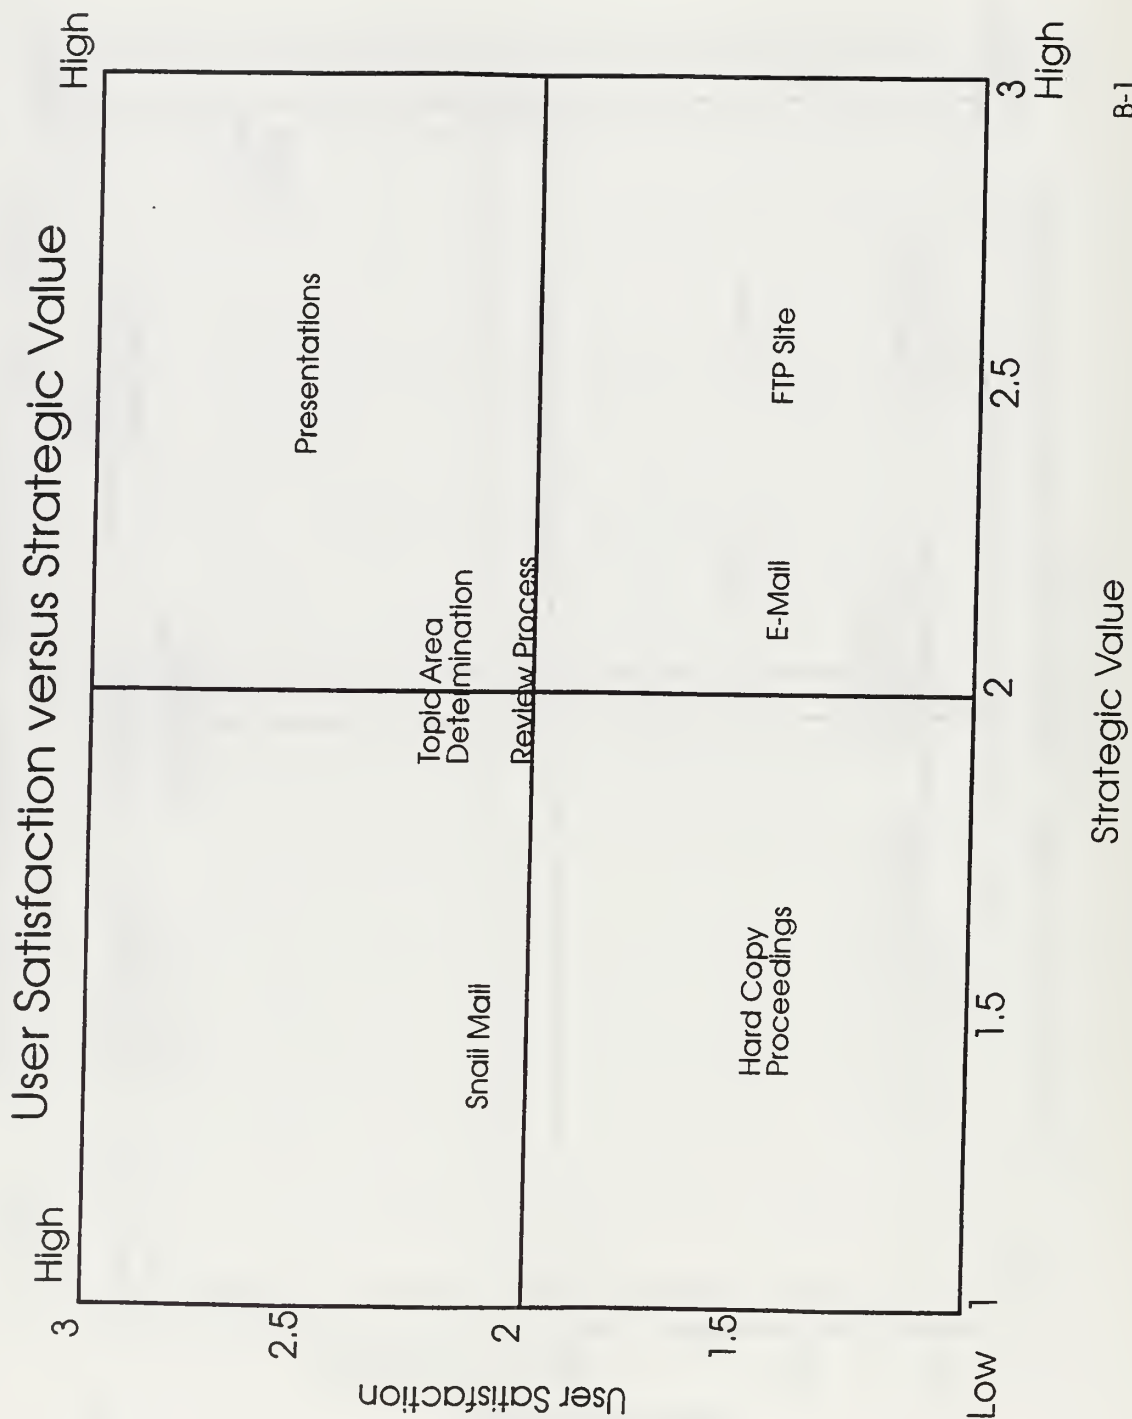 User Satisfaction versus Strategic Value
High
High
3
2.5
2
1.5
Low
User Satisfaction
Presentations
Topic Area
Determination
Review Process
Snail Mail
Hard Copy
Proceedings
E-Mail
FTP Site
1
1.5
2
2.5
3
High
Strategic Value
B-1